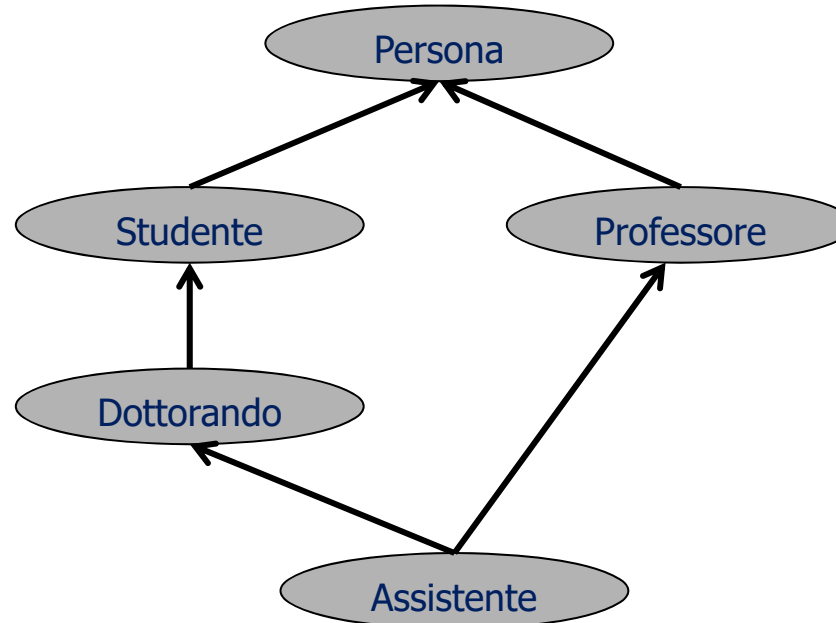 Persona
Studente
Professore
Dottorando
Assistente